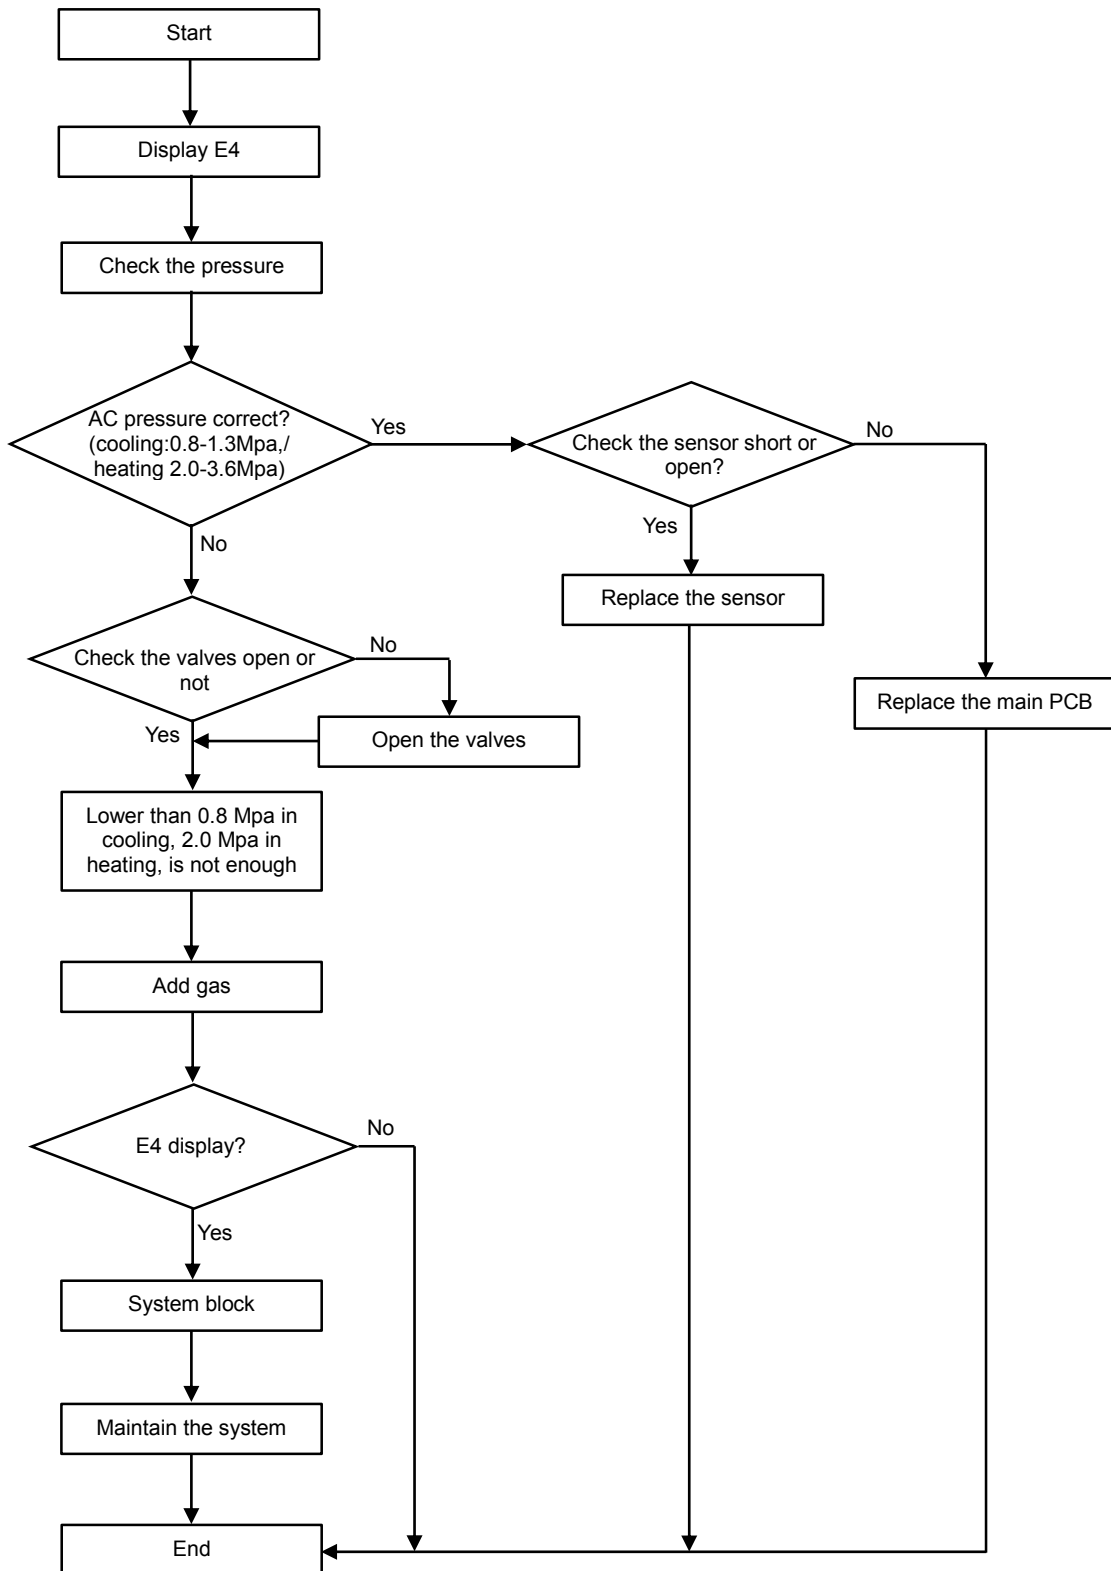 Start
Display E4
Check the pressure
AC pressure correct?
(cooling:0.8-1.3Mpa,/
heating 2.0-3.6Mpa)
Yes
Check the sensor short or
open?
No
No
Yes
Replace the sensor
Check the valves open or
not
No
Replace the main PCB
Yes
Open the valves
Lower than 0.8 Mpa in
cooling, 2.0 Mpa in
heating, is not enough
Add gas
E4 display?
No
Yes
System block
Maintain the system
End